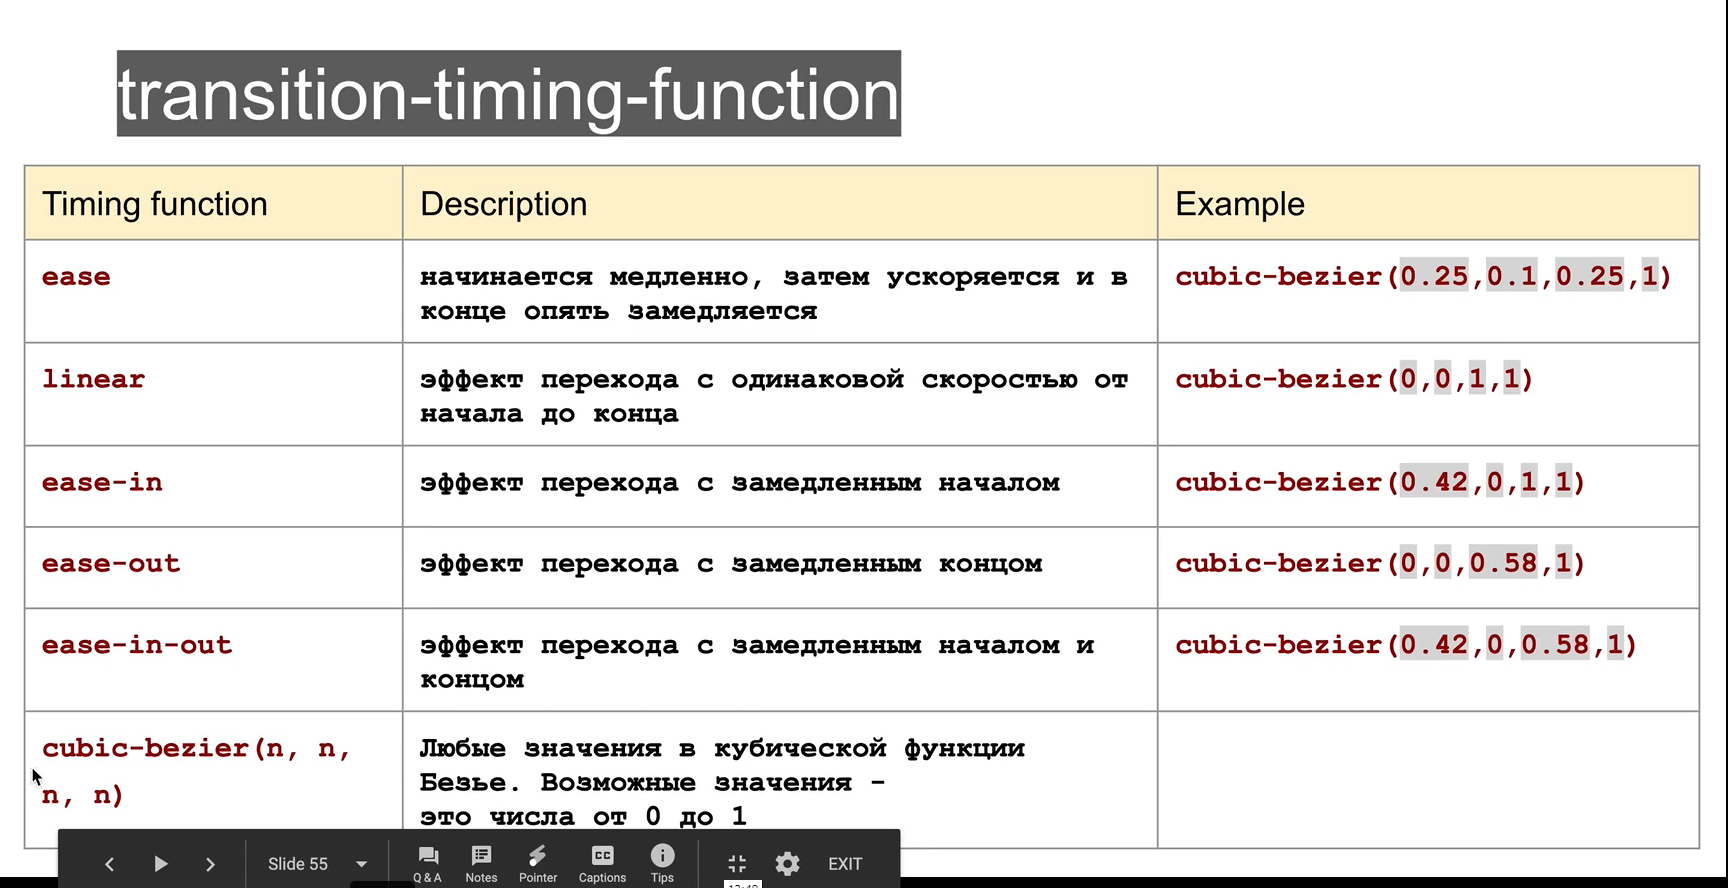 transition-timing-function
Timing function
Description
Example
ease
начинается медленно, затем ускоряется и в
конце опять замедляется
cubic-bezier(0.25,0.1,0.25,1)
linear
эффект перехода с одинаковой скоростью от
начала до конца
cubic-bezier(0,0,1,1)
ease-in
эффект перехода с замедленным началом
cubic-bezier(0.42,0,1,1)
ease-out
эффект перехода с замедленным концом
cubic-bezier(0,0,0.58,1)
ease-in-out
эффект перехода с замедленным началом и
концом
cubic-bezier(0.42,0,0.58,1)
cubic-bezier(n, n,
n, n)
Любые значения в кубической функции
Безье. Возможные значения -
это числа от 0 до 1
Slide 55
Q & A
Notes
Pointer
CC
Captions
Tips
EXIT